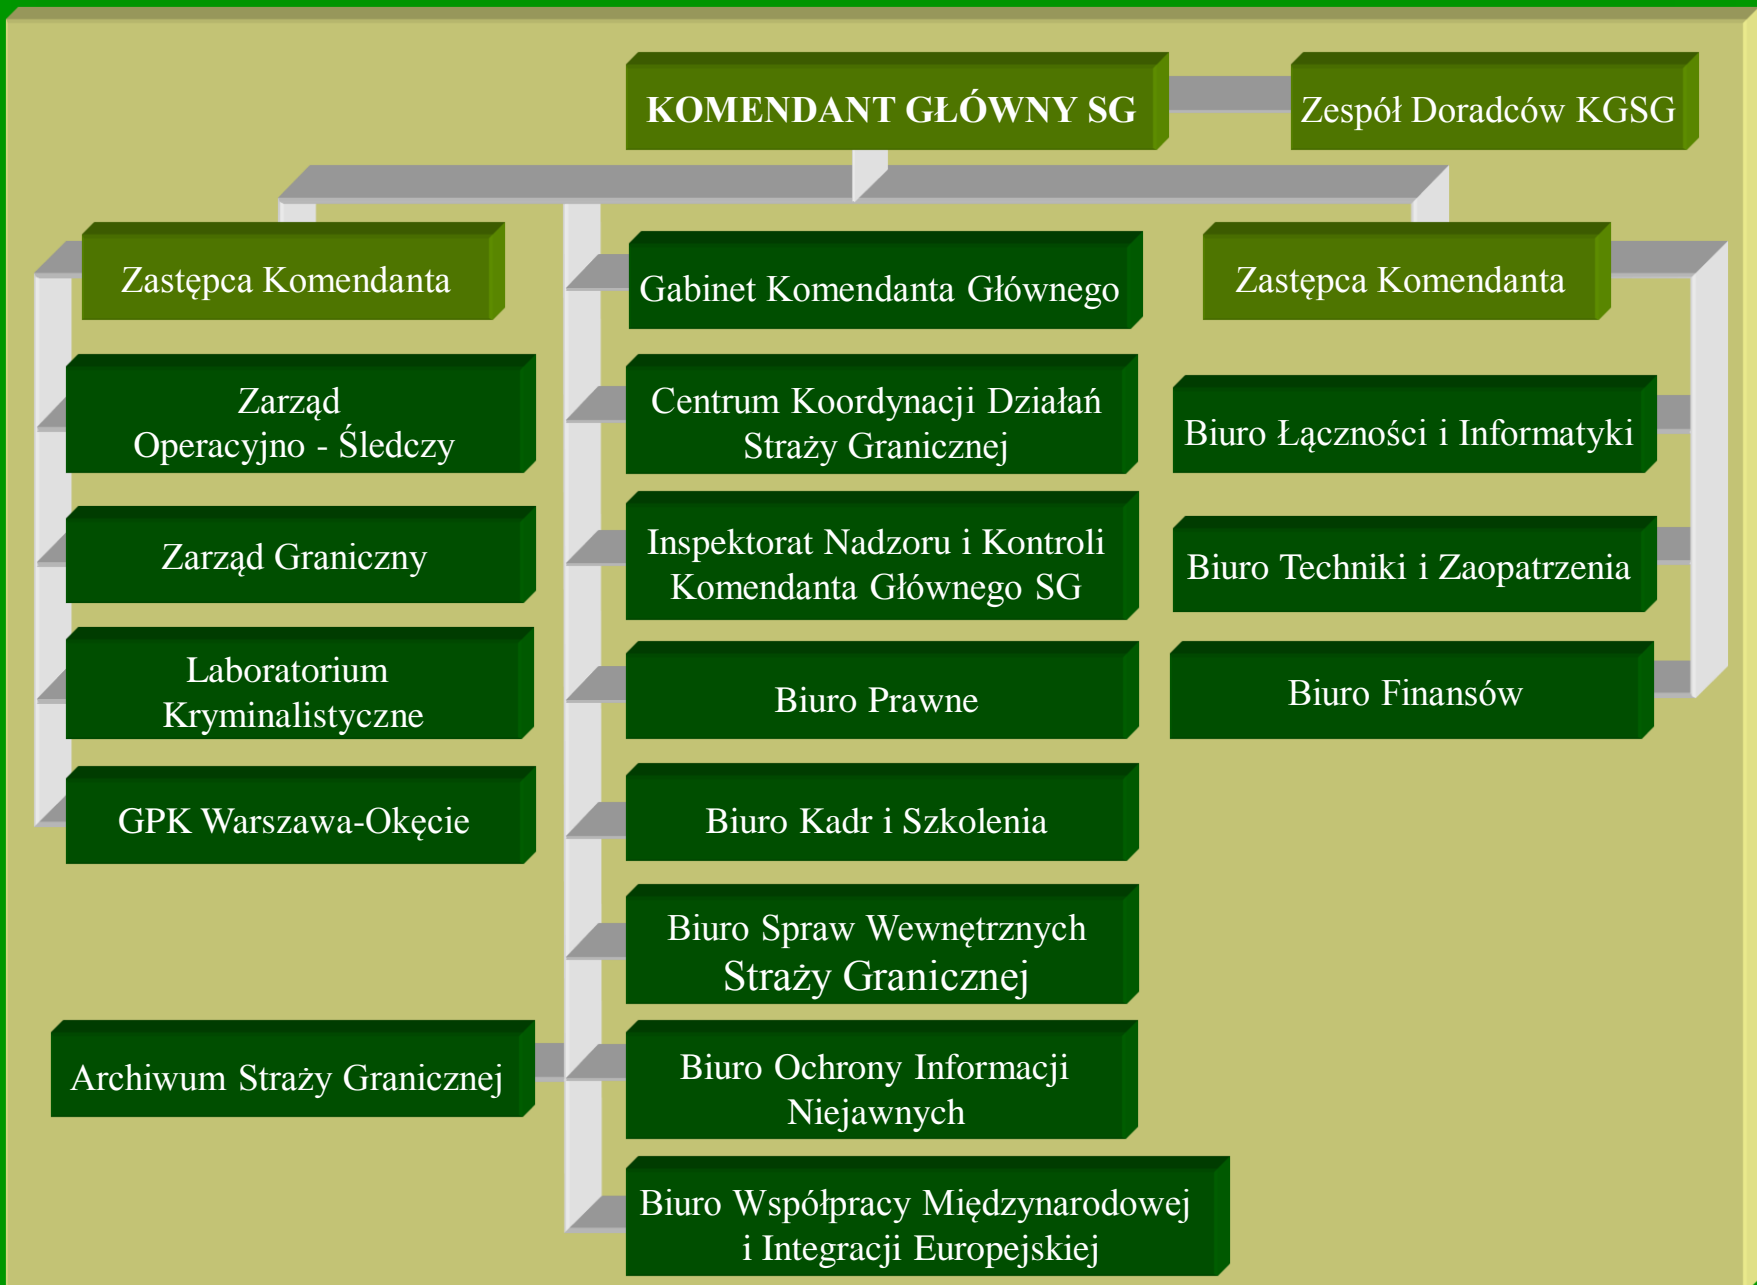 KOMENDANT GŁÓWNY SG
Zespół Doradców KGSG
Zastępca Komendanta
Zarząd
Operacyjno - Śledczy
Zarząd Graniczny
Laboratorium
Kryminalistyczne
GPK Warszawa-Okęcie
Archiwum Straży Granicznej
Gabinet Komendanta Głównego
Centrum Koordynacji Działań
Straży Granicznej
Inspektorat Nadzoru i Kontroli
Komendanta Głównego SG
Biuro Prawne
Biuro Kadr i Szkolenia
Biuro Spraw Wewnętrznych
Straży Granicznej
Biuro Ochrony Informacji
Niejawnych
Biuro Współpracy Międzynarodowej
i Integracji Europejskiej
Zastępca Komendanta
Biuro Łączności i Informatyki
Biuro Techniki i Zaopatrzenia
Biuro Finansów